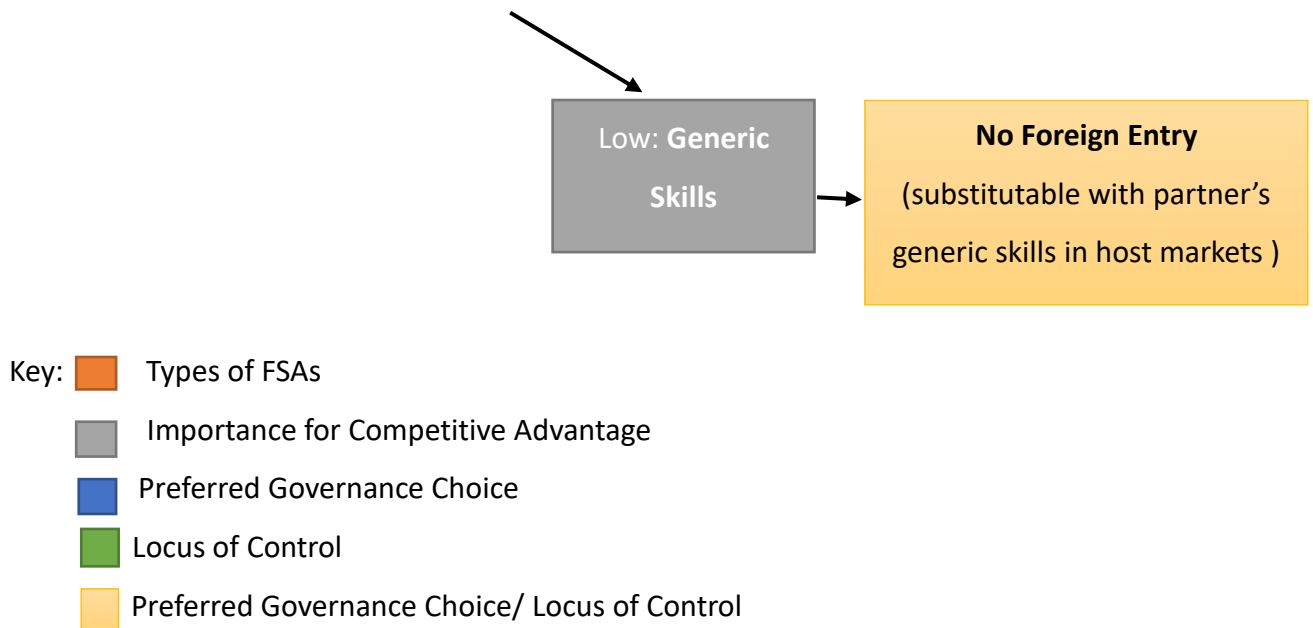 Low: Generic
Skills
No Foreign Entry
(substitutable with partner’s
generic skills in host markets )
Key:
Types of FSAs
Importance for Competitive Advantage
Preferred Governance Choice
Locus of Control
Preferred Governance Choice/ Locus of Control